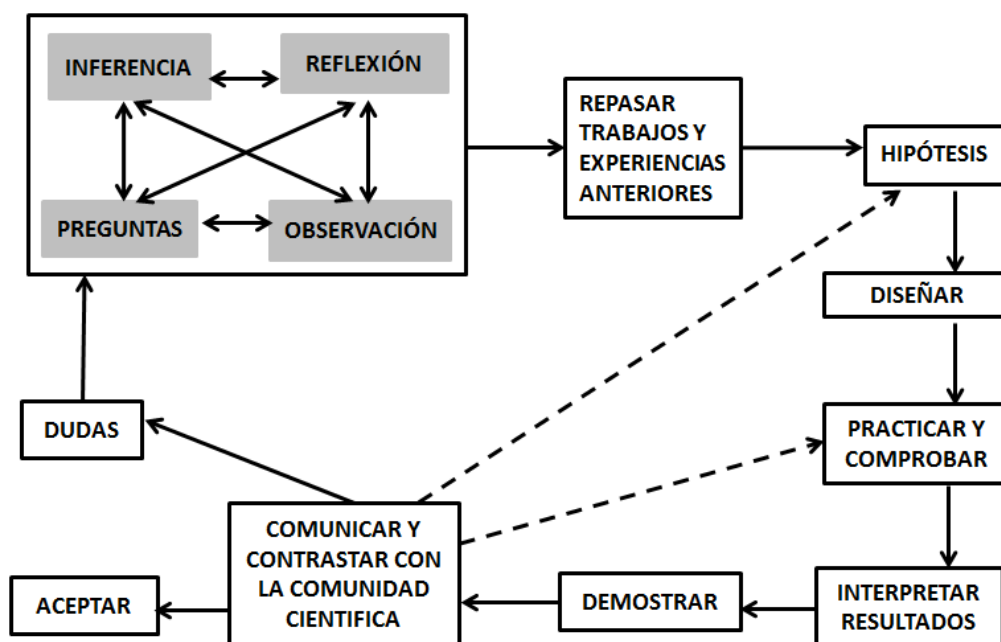 INFERENCIA
REFLEXIÓN
PREGUNTAS
OBSERVACIÓN
REPASAR
TRABAJOS Y
EXPERIENCIAS
ANTERIORES
HIPÓTESIS
DISEÑAR
PRACTICAR Y
COMPROBAR
INTERPRETAR
RESULTADOS
DEMOSTRAR
COMUNICAR Y
CONTRASTAR CON
LA COMUNIDAD
CIENTIFICA
DUDAS
ACEPTAR